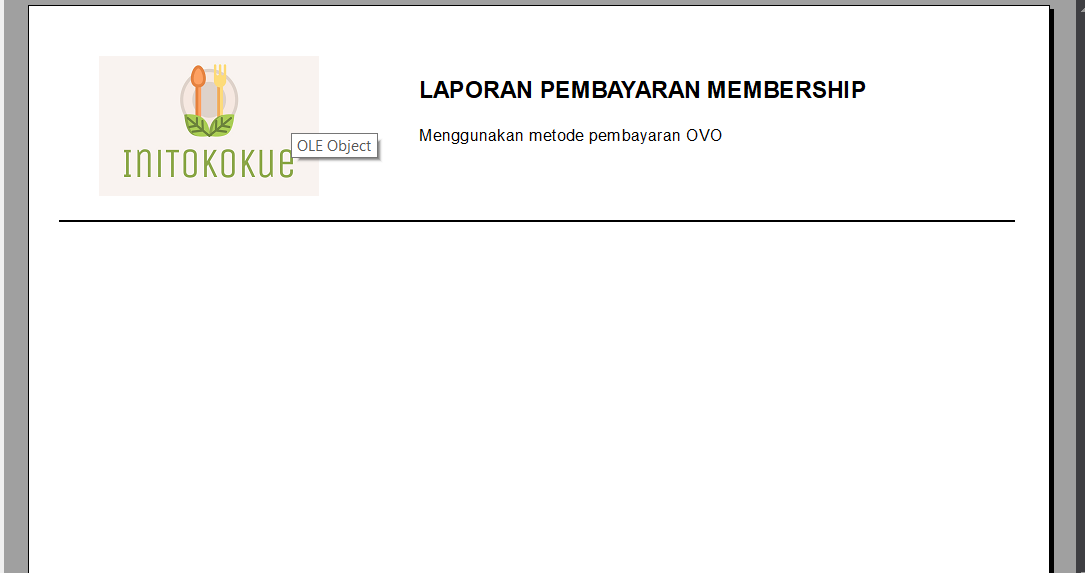 LAPORAN PEMBAYARAN MEMBERSHIP
Menggunakan metode pembayaran OVO
OLE Object
INITOKOKUE